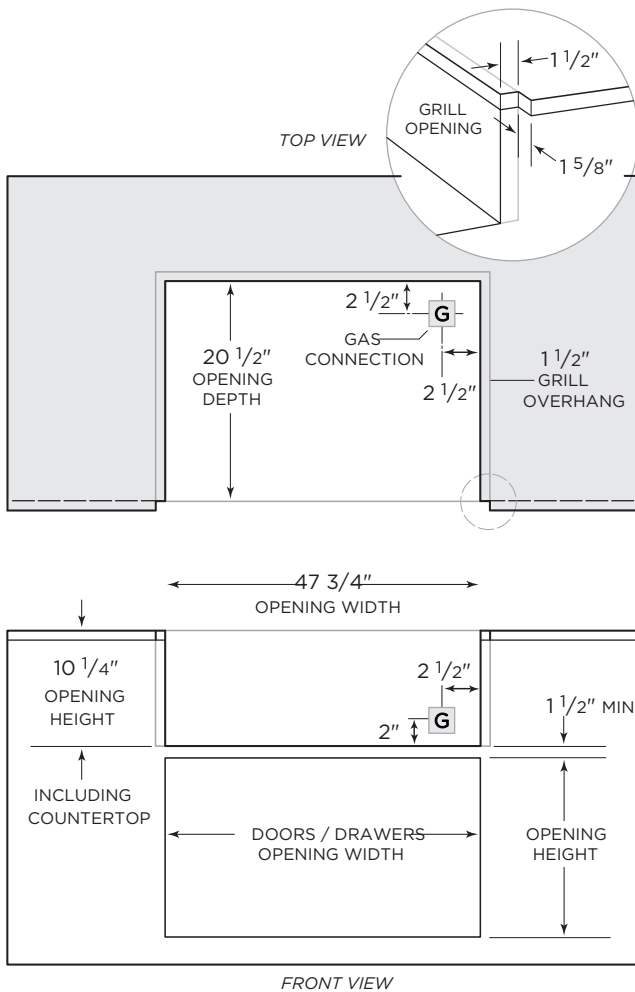 1 1/2"
GRILL
OPENING
TOP VIEW
1 5/8"
2 1/2"
G
GAS
CONNECTION
20 1/2"
OPENING
DEPTH
2 1/2"
1 1/2"
GRILL
OVERHANG
47 3/4"
OPENING WIDTH
10 1/4"
OPENING
HEIGHT
2 1/2"
1 1/2" MIN
G
2"
INCLUDING
COUNTERTOP
DOORS / DRAWERS
OPENING WIDTH
OPENING
HEIGHT
FRONT VIEW